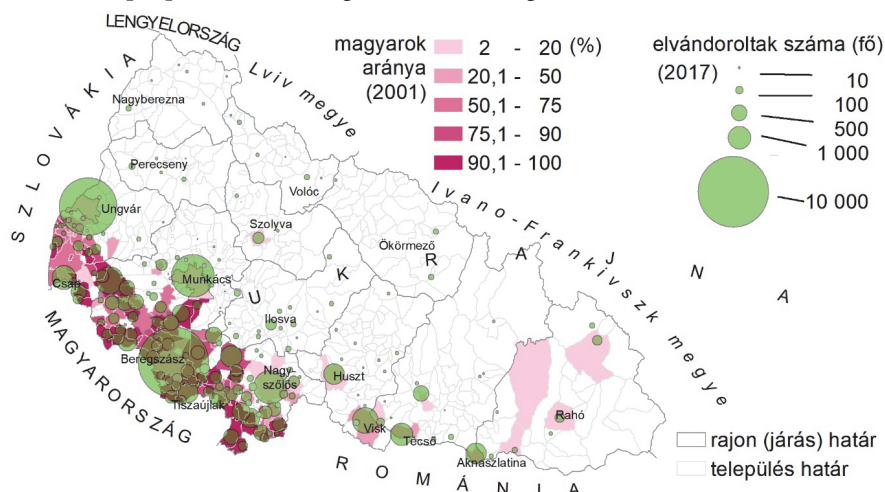 LENGYELORSZÁG
SZLOVÁKIA
Lviv megye
Ivano-Frankivszk megye
UKRAJNA
MAGYARORSZÁG
ROMÁNIA
magyarok
aránya
(2001)
2 - 20 (%)
20,1 - 50
50,1 - 75
75,1 - 90
90,1 - 100
elvándoroltak száma (fő)
(2017)
10
100
500
1 000
10 000
Nagyberezna
Perecseny
Volóc
Ungvár
Szolyva
Ökörmező
Csap
Munkács
Ilosva
Beregszász
Nagy-
szőlős
Huszt
Tiszaújlak
Visk
Técső
Rahó
Aknaszlatina
rajon (járás) határ
település határ